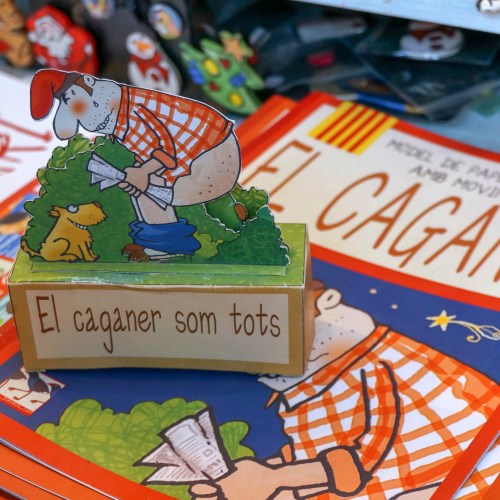 MODEL DE PAP
AMB MOVI
EL CAGAN
El caganer som tots